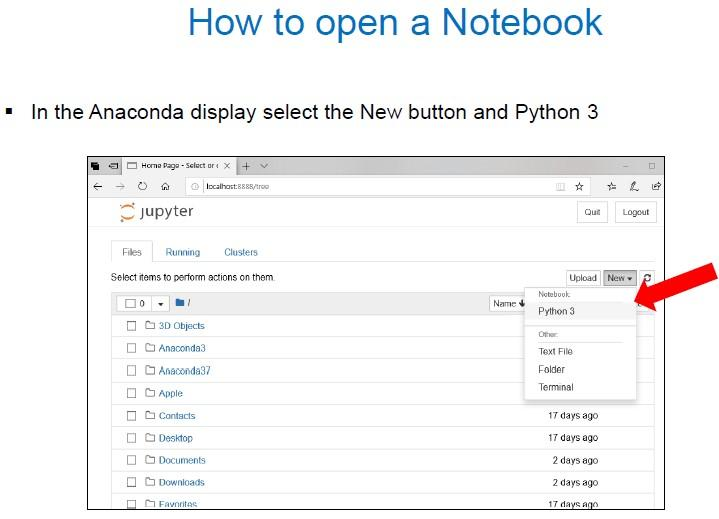 How to open a Notebook
▪ In the Anaconda display select the New button and Python 3
Home Page - Select or c
localhost:8888/tree
jupyter
Quit Logout
Files Running Clusters
Select items to perform actions on them.
Upload New
0 / Name
Notebook:
Python 3
Other:
Text File
Folder
Terminal
3D Objects
Anaconda3
Anaconda37
Apple
Contacts 17 days ago
Desktop 17 days ago
Documents 2 days ago
Downloads 2 days ago
Favorites 17 days ago